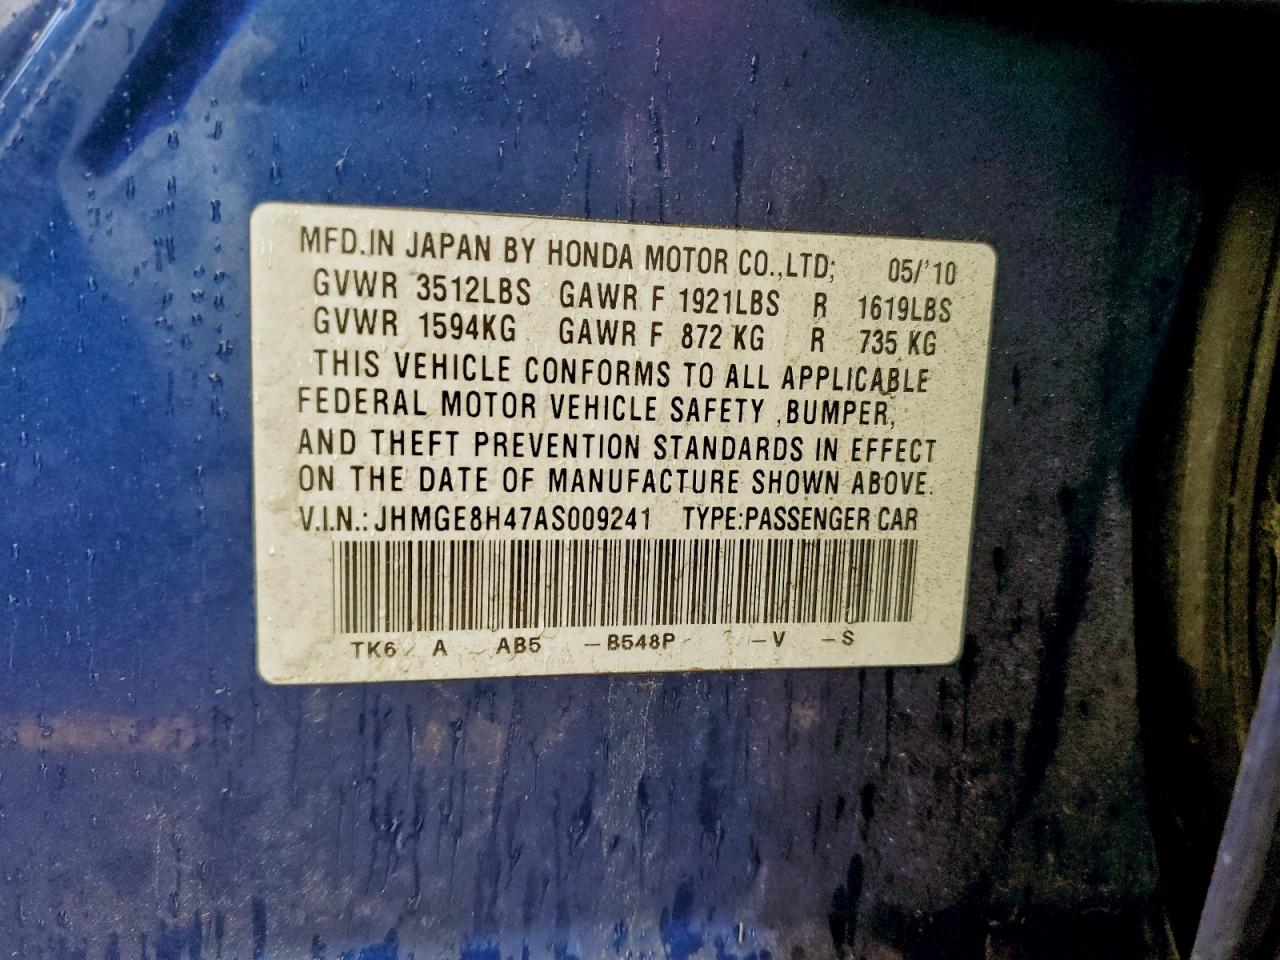 MFD.IN JAPAN BY HONDA MOTOR CO.,LTD; 05/'10
GVWR 3512LBS GAWR F 1921LBS R 1619LBS
GVWR 1594KG GAWR F 872 KG R 735 KG
THIS VEHICLE CONFORMS TO ALL APPLICABLE
FEDERAL MOTOR VEHICLE SAFETY ,BUMPER,
AND THEFT PREVENTION STANDARDS IN EFFECT
ON THE DATE OF MANUFACTURE SHOWN ABOVE.
V.I.N.: JHMGE8H47AS009241 TYPE:PASSENGER CAR
TK6 A AB5 –B548P –V –S